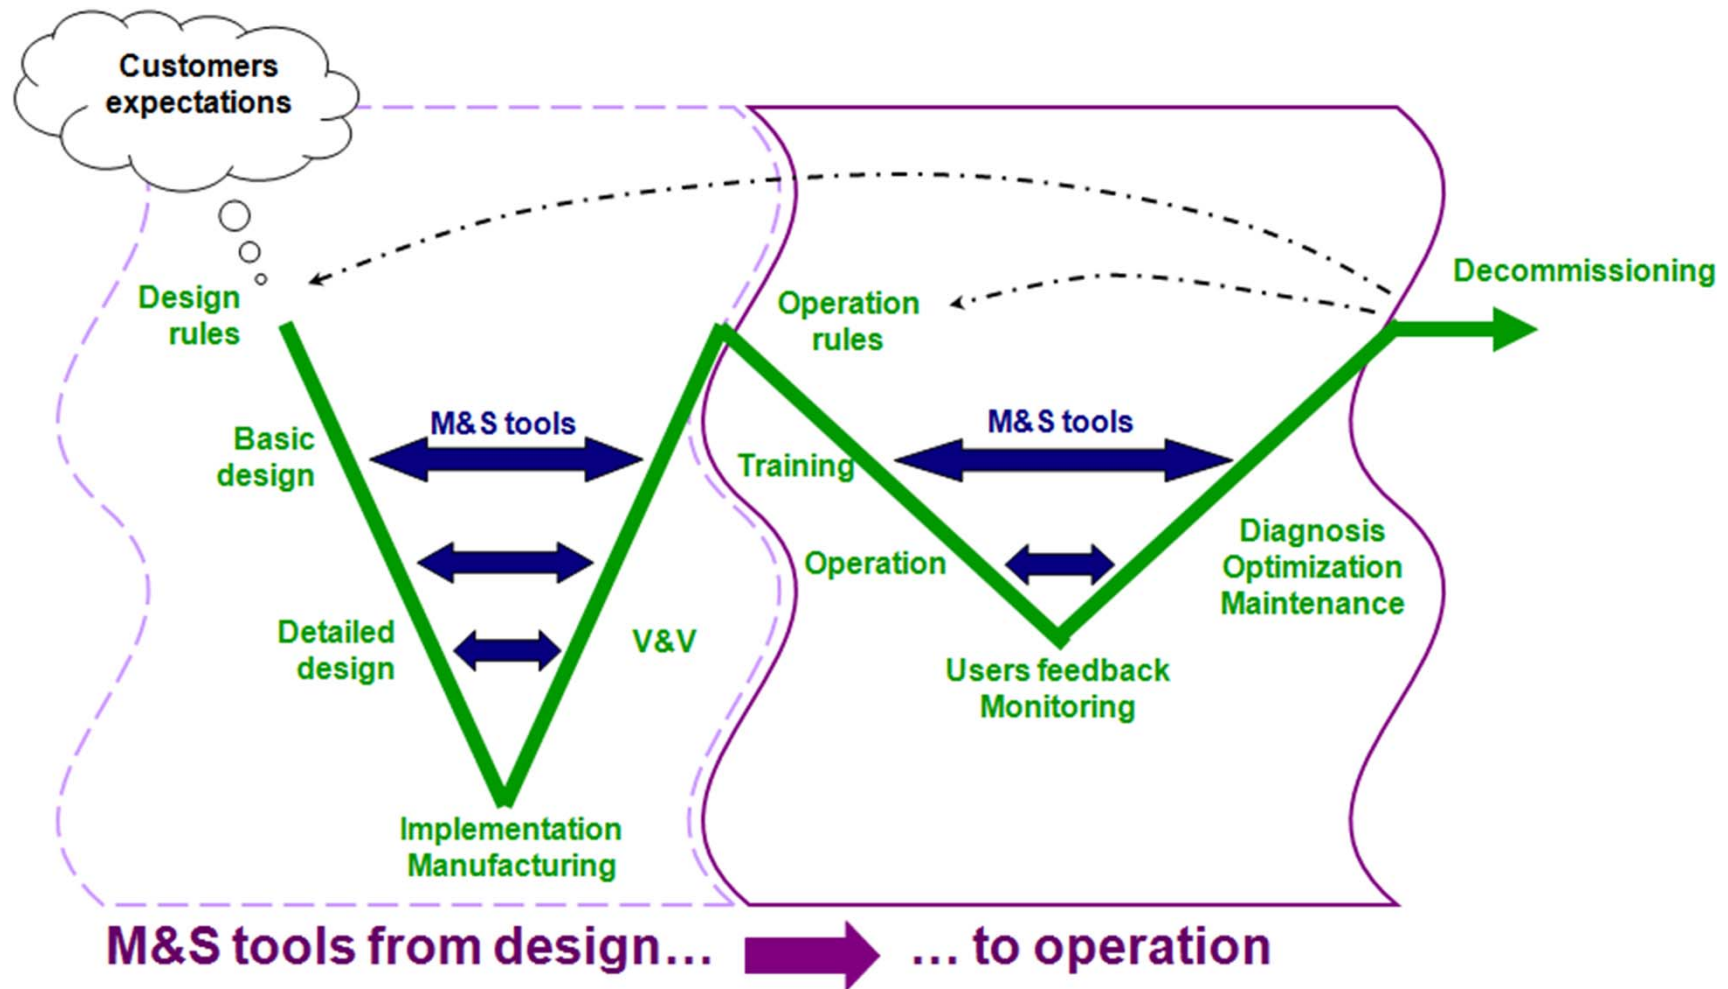 Customers
expectations
Design
rules
Basic
design
Detailed
design
Implementation
Manufacturing
V&V
M&S tools
Operation
rules
Training
Operation
Users feedback
Monitoring
M&S tools
Diagnosis
Optimization
Maintenance
Decommissioning
M&S tools from design... ... to operation